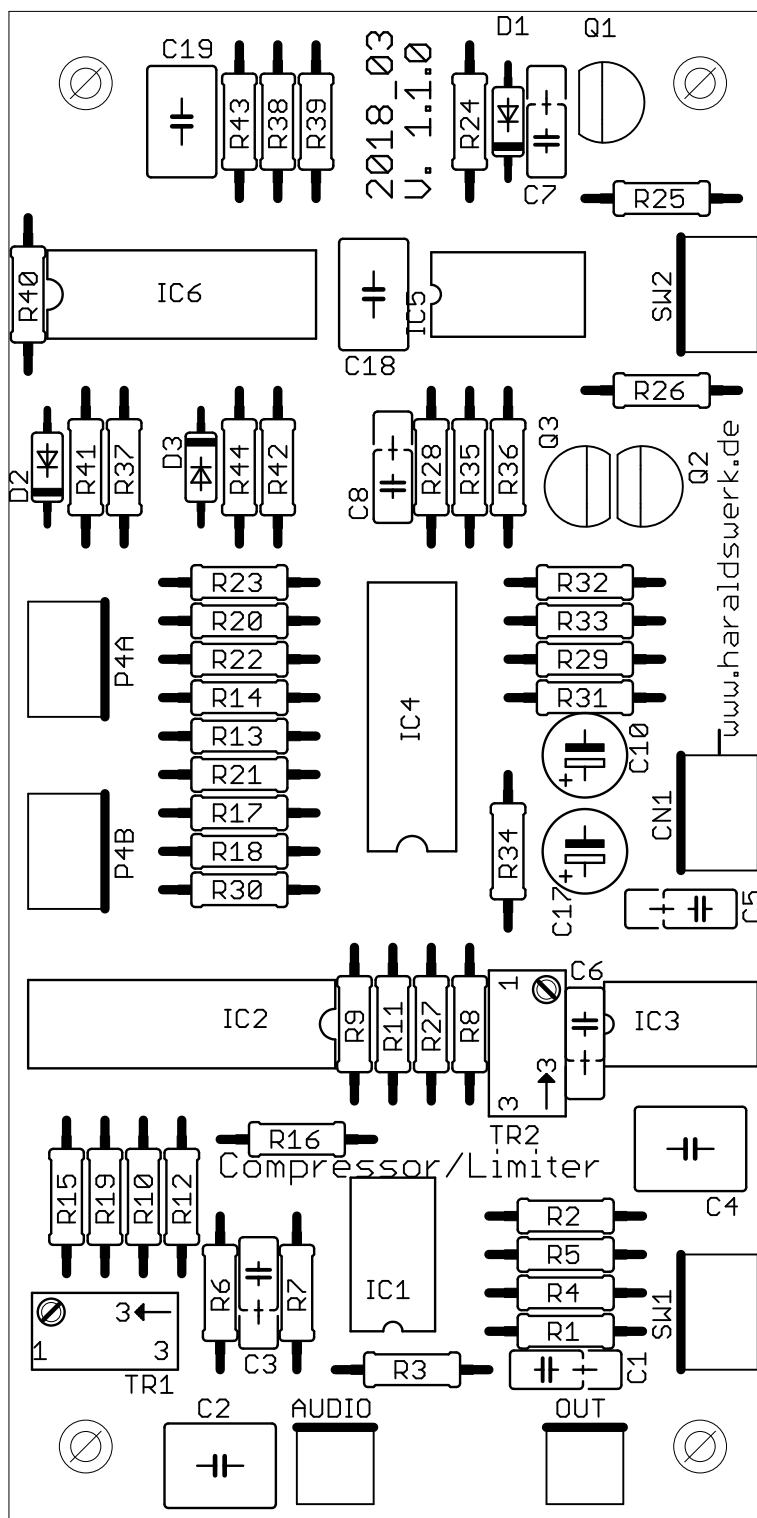 D1
Q1
C19
R43
R38
R39
2018_03
V. 1.1.0
R24
C7
R25
R40
IC6
C18
IC5
SW2
R26
D2
R41
R37
D3
R44
R42
C8
R28
R35
R36
Q3
Q2
www.haraldswerk.de
R23
R20
R22
R14
R13
R21
R17
R18
R30
P4A
P4B
IC4
R32
R33
R29
R31
C10
R34
+
+
C17
CN1
C5
IC2
R9
R11
R27
R8
1
3
3
TR2
C6
IC3
R16
Compressor/Limiter
C4
R15
R19
R10
R12
R6
C3
R7
IC1
R2
R5
R4
R1
C1
SW1
3
1
3
TR1
R3
C2
AUDIO
OUT